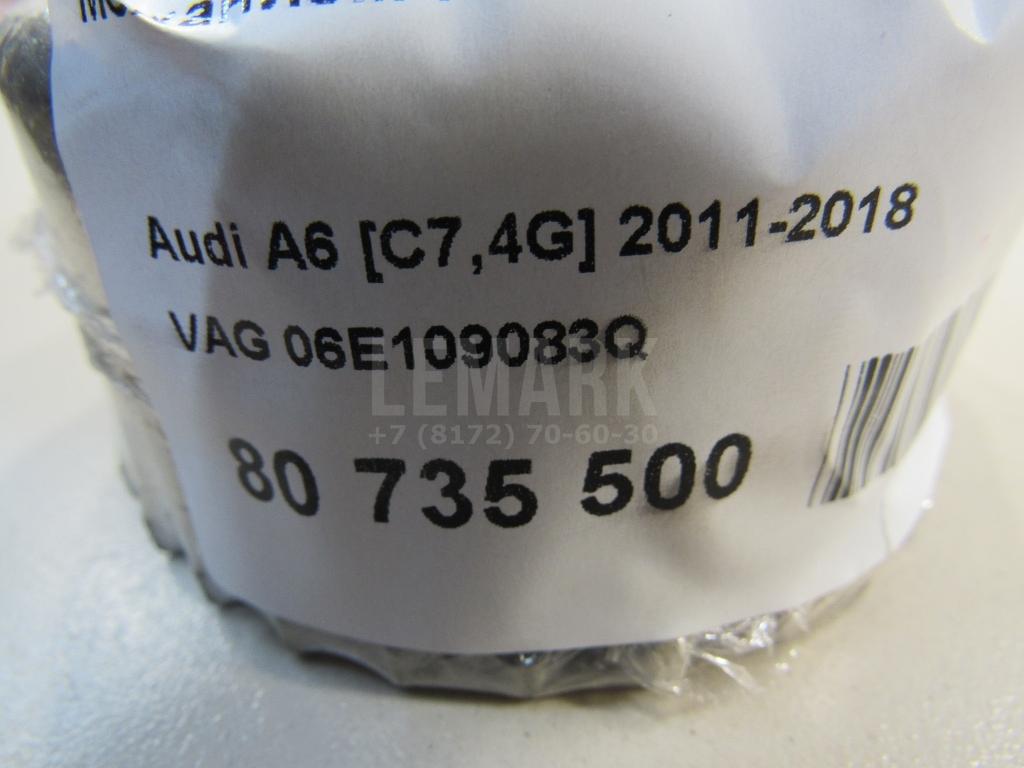 Audi A6 [C7,4G] 2011-2018
VAG 06E109083Q
LEMARK
+7 (8172) 70-60-30
80 735 500